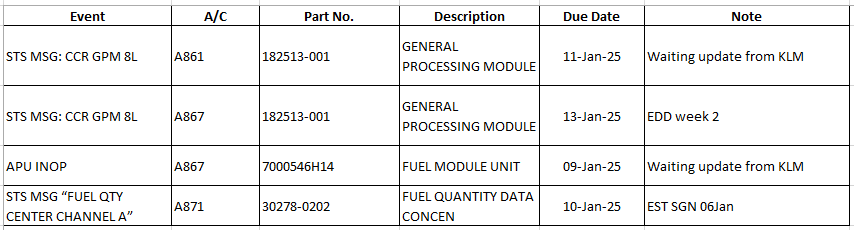 Event A/C Part No. Description Due Date Note
STS MSG: CCR GPM 8L A861 182513-001 GENERAL PROCESSING MODULE 11-Jan-25 Waiting update from KLM
STS MSG: CCR GPM 8L A867 182513-001 GENERAL PROCESSING MODULE 13-Jan-25 EDD week 2
APU INOP A867 7000546H14 FUEL MODULE UNIT 09-Jan-25 Waiting update from KLM
STS MSG “FUEL QTY CENTER CHANNEL A” A871 30278-0202 FUEL QUANTITY DATA CONCEN 10-Jan-25 EST SGN 06Jan